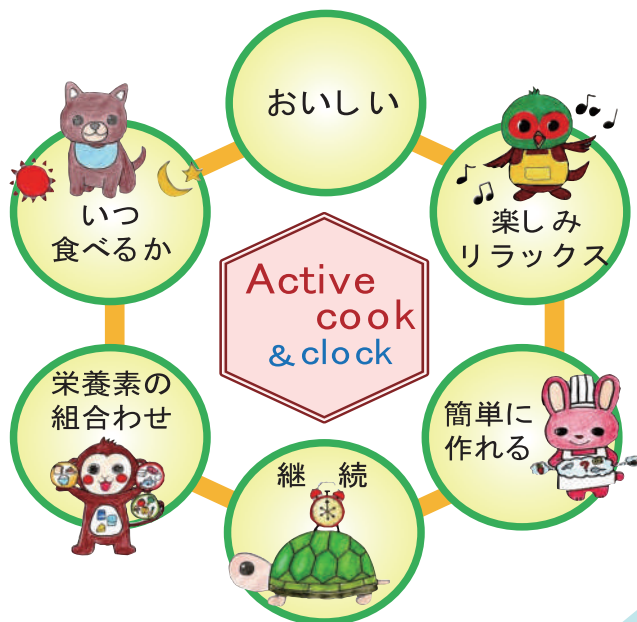 おいしい
楽しみ
リラックス
簡単に
作れる
継続
栄養素の
組合わせ
いつ
食べるか
Active
cook
& clock